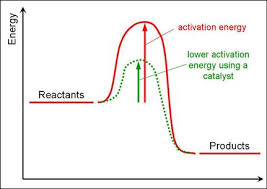 Energy
activation energy
lower activation
energy using a
catalyst
Reactants
Products